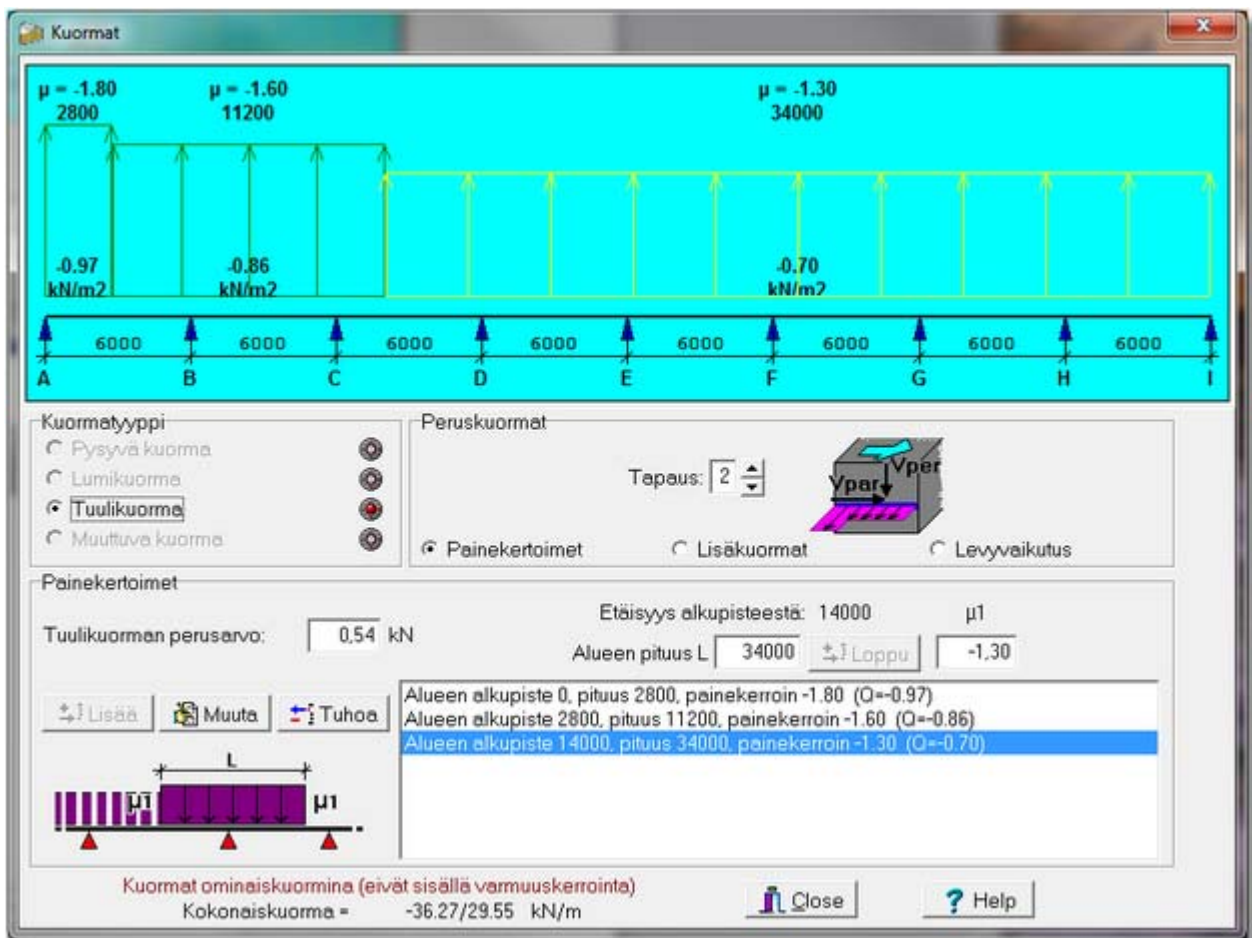 Kuormat
µ = -1.80 µ = -1.60 µ = -1.30
2800 11200 34000
-0.97 -0.86 -0.70
kN/m2 kN/m2 kN/m2
6000 6000 6000 6000 6000 6000 6000 6000
A B C D E F G H I
Kuormatyyppi
Pysyvä kuorma
Lumikuorma
Tuulikuorma
Muuttuva kuorma
Peruskuormat
Tapaus: 2
Vper
Vpar
Painekertoimet Lisäkuormat Levyvaikutus
Painekertoimet
Etäisyys alkupisteestä: 14000 µ1
Tuulikuorman perusarvo: 0,54 kN
Alueen pituus L 34000 Loppu -1,30
Lisää Muuta Tuhoa
Alueen alkupiste 0, pituus 2800, painekerroin -1.80 (Q=-0.97)
Alueen alkupiste 2800, pituus 11200, painekerroin -1.60 (Q=-0.86)
Alueen alkupiste 14000, pituus 34000, painekerroin -1.30 (Q=-0.70)
L
µ1 µ1
Kuormat ominaiskuormina (eivät sisällä varmuuskerrointa)
Kokonaiskuorma = -36.27/29.55 kN/m
Close ? Help